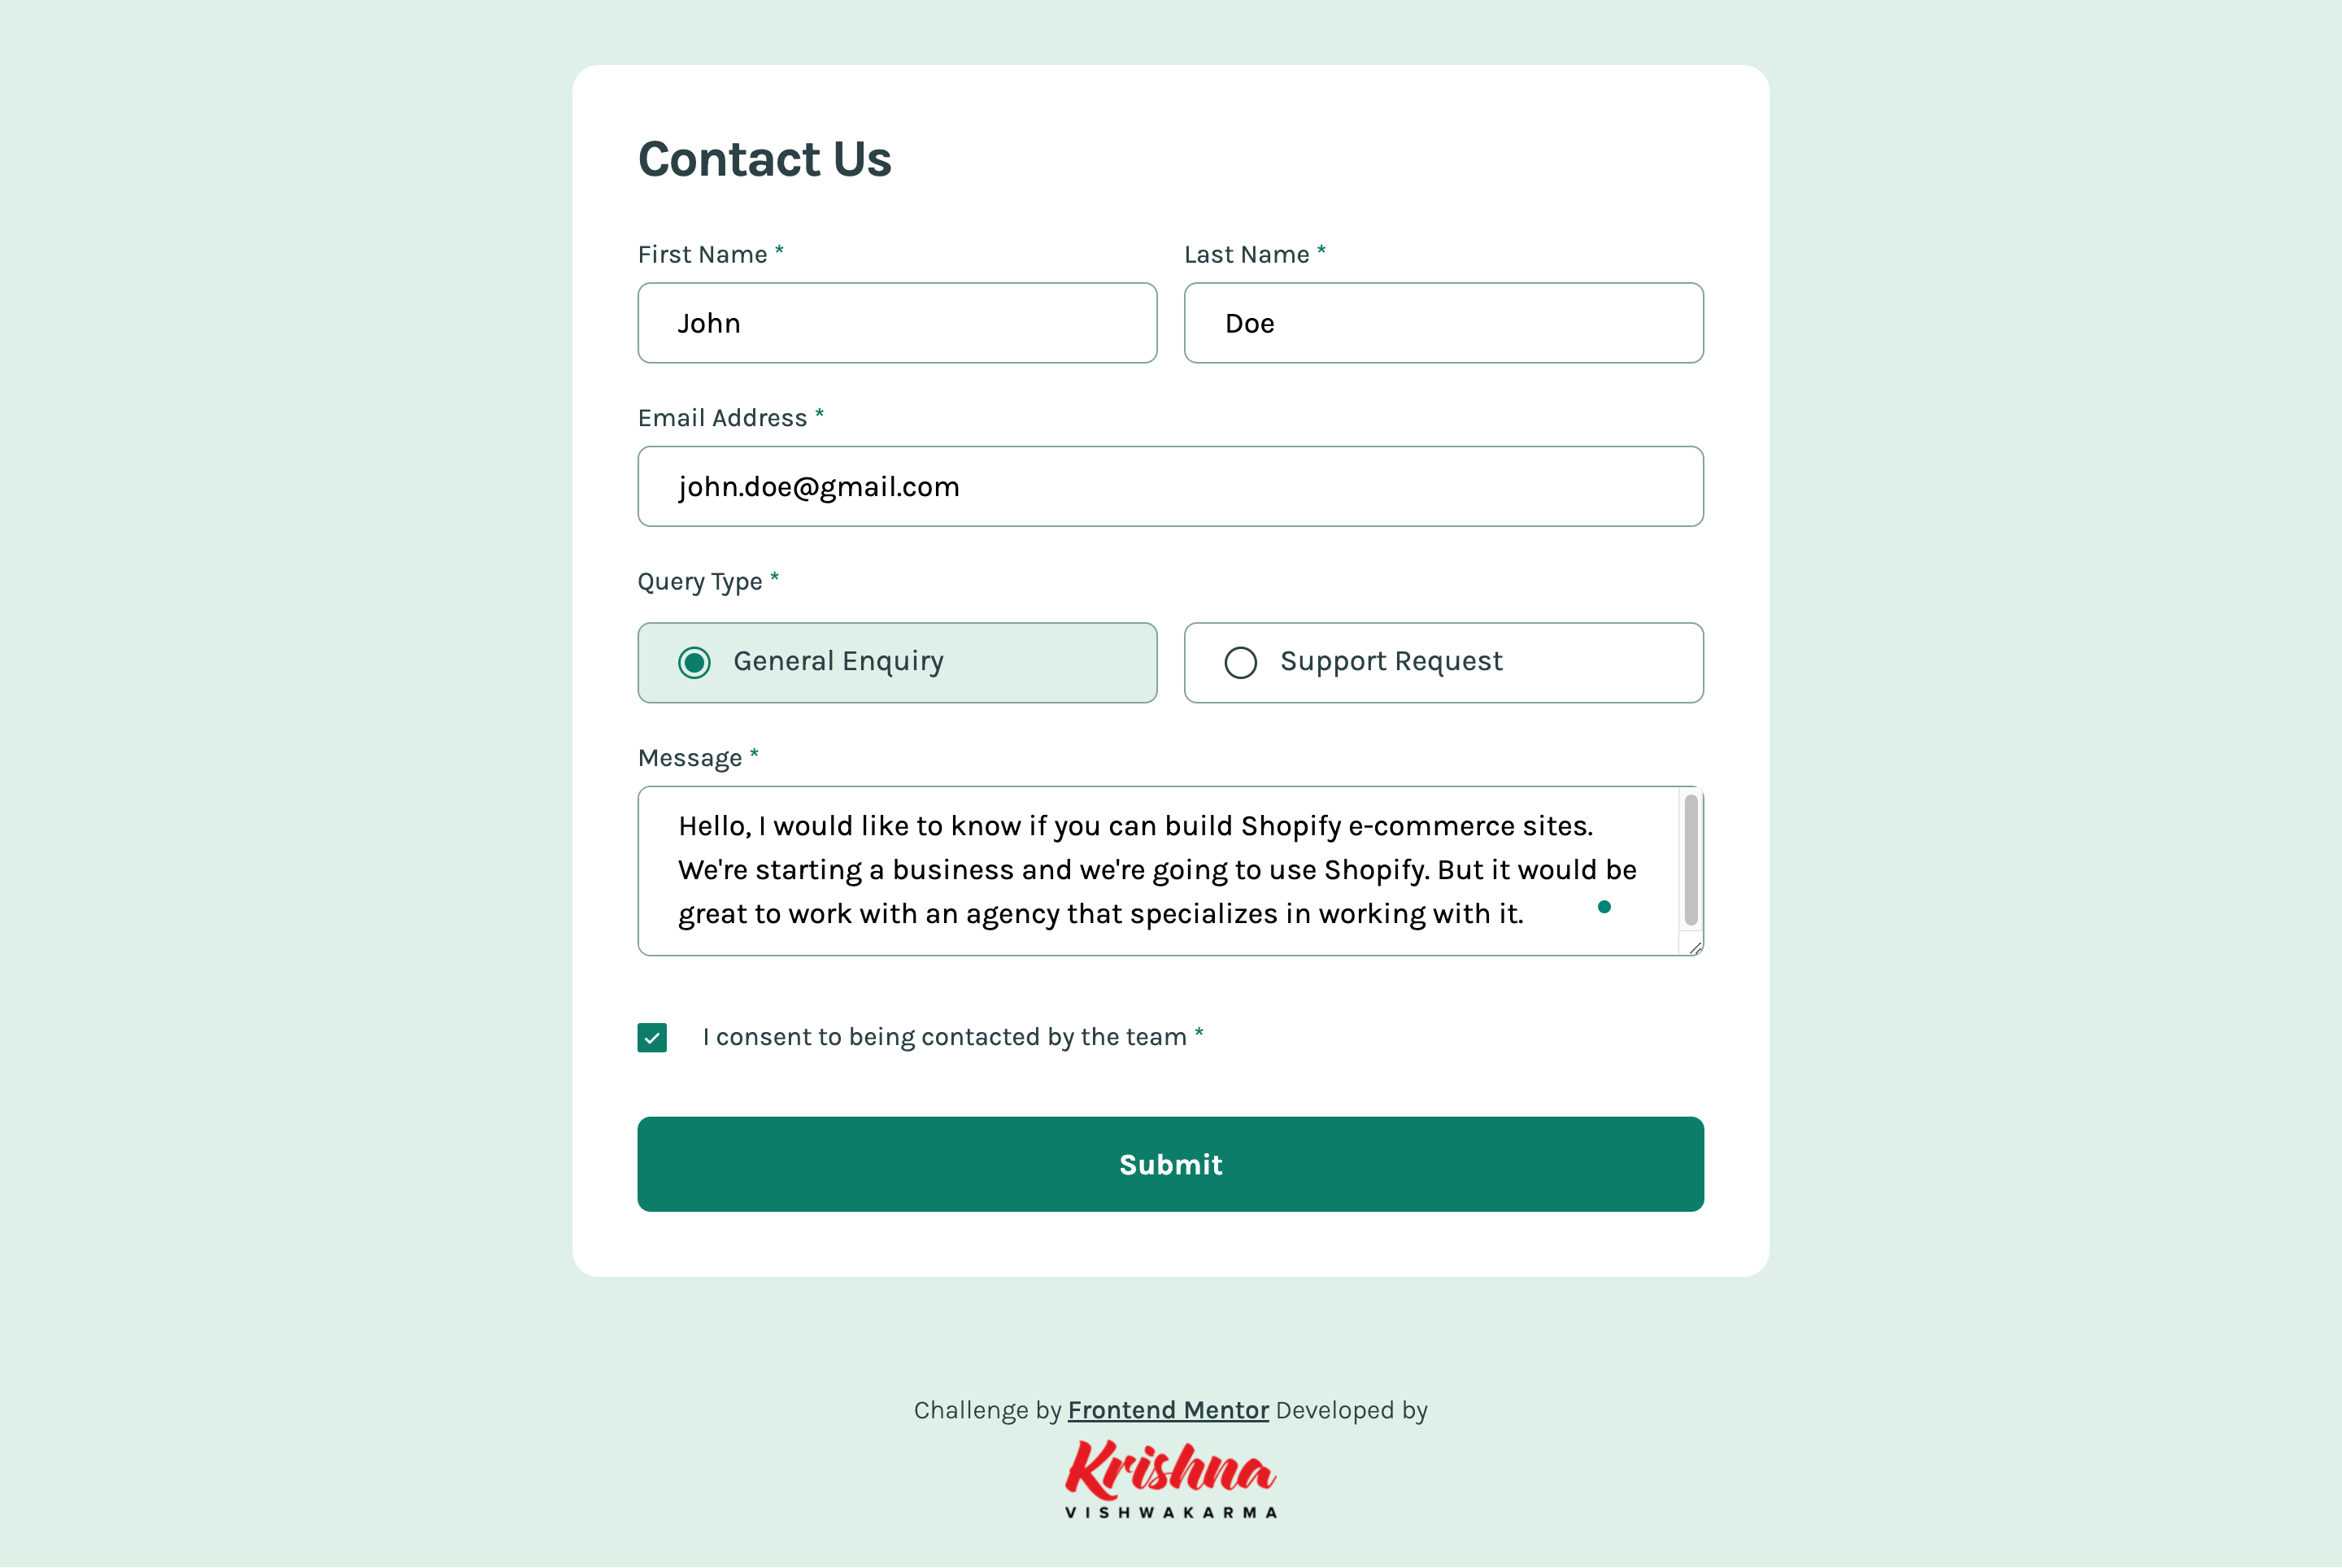 Contact Us
First Name *
Last Name *
John
Doe
Email Address *
john.doe@gmail.com
Query Type *
General Enquiry
Support Request
Message *
Hello, I would like to know if you can build Shopify e-commerce sites.
We're starting a business and we're going to use Shopify. But it would be
great to work with an agency that specializes in working with it.
I consent to being contacted by the team *
Submit
Challenge by Frontend Mentor Developed by
Krishna
VISHWAKARMA